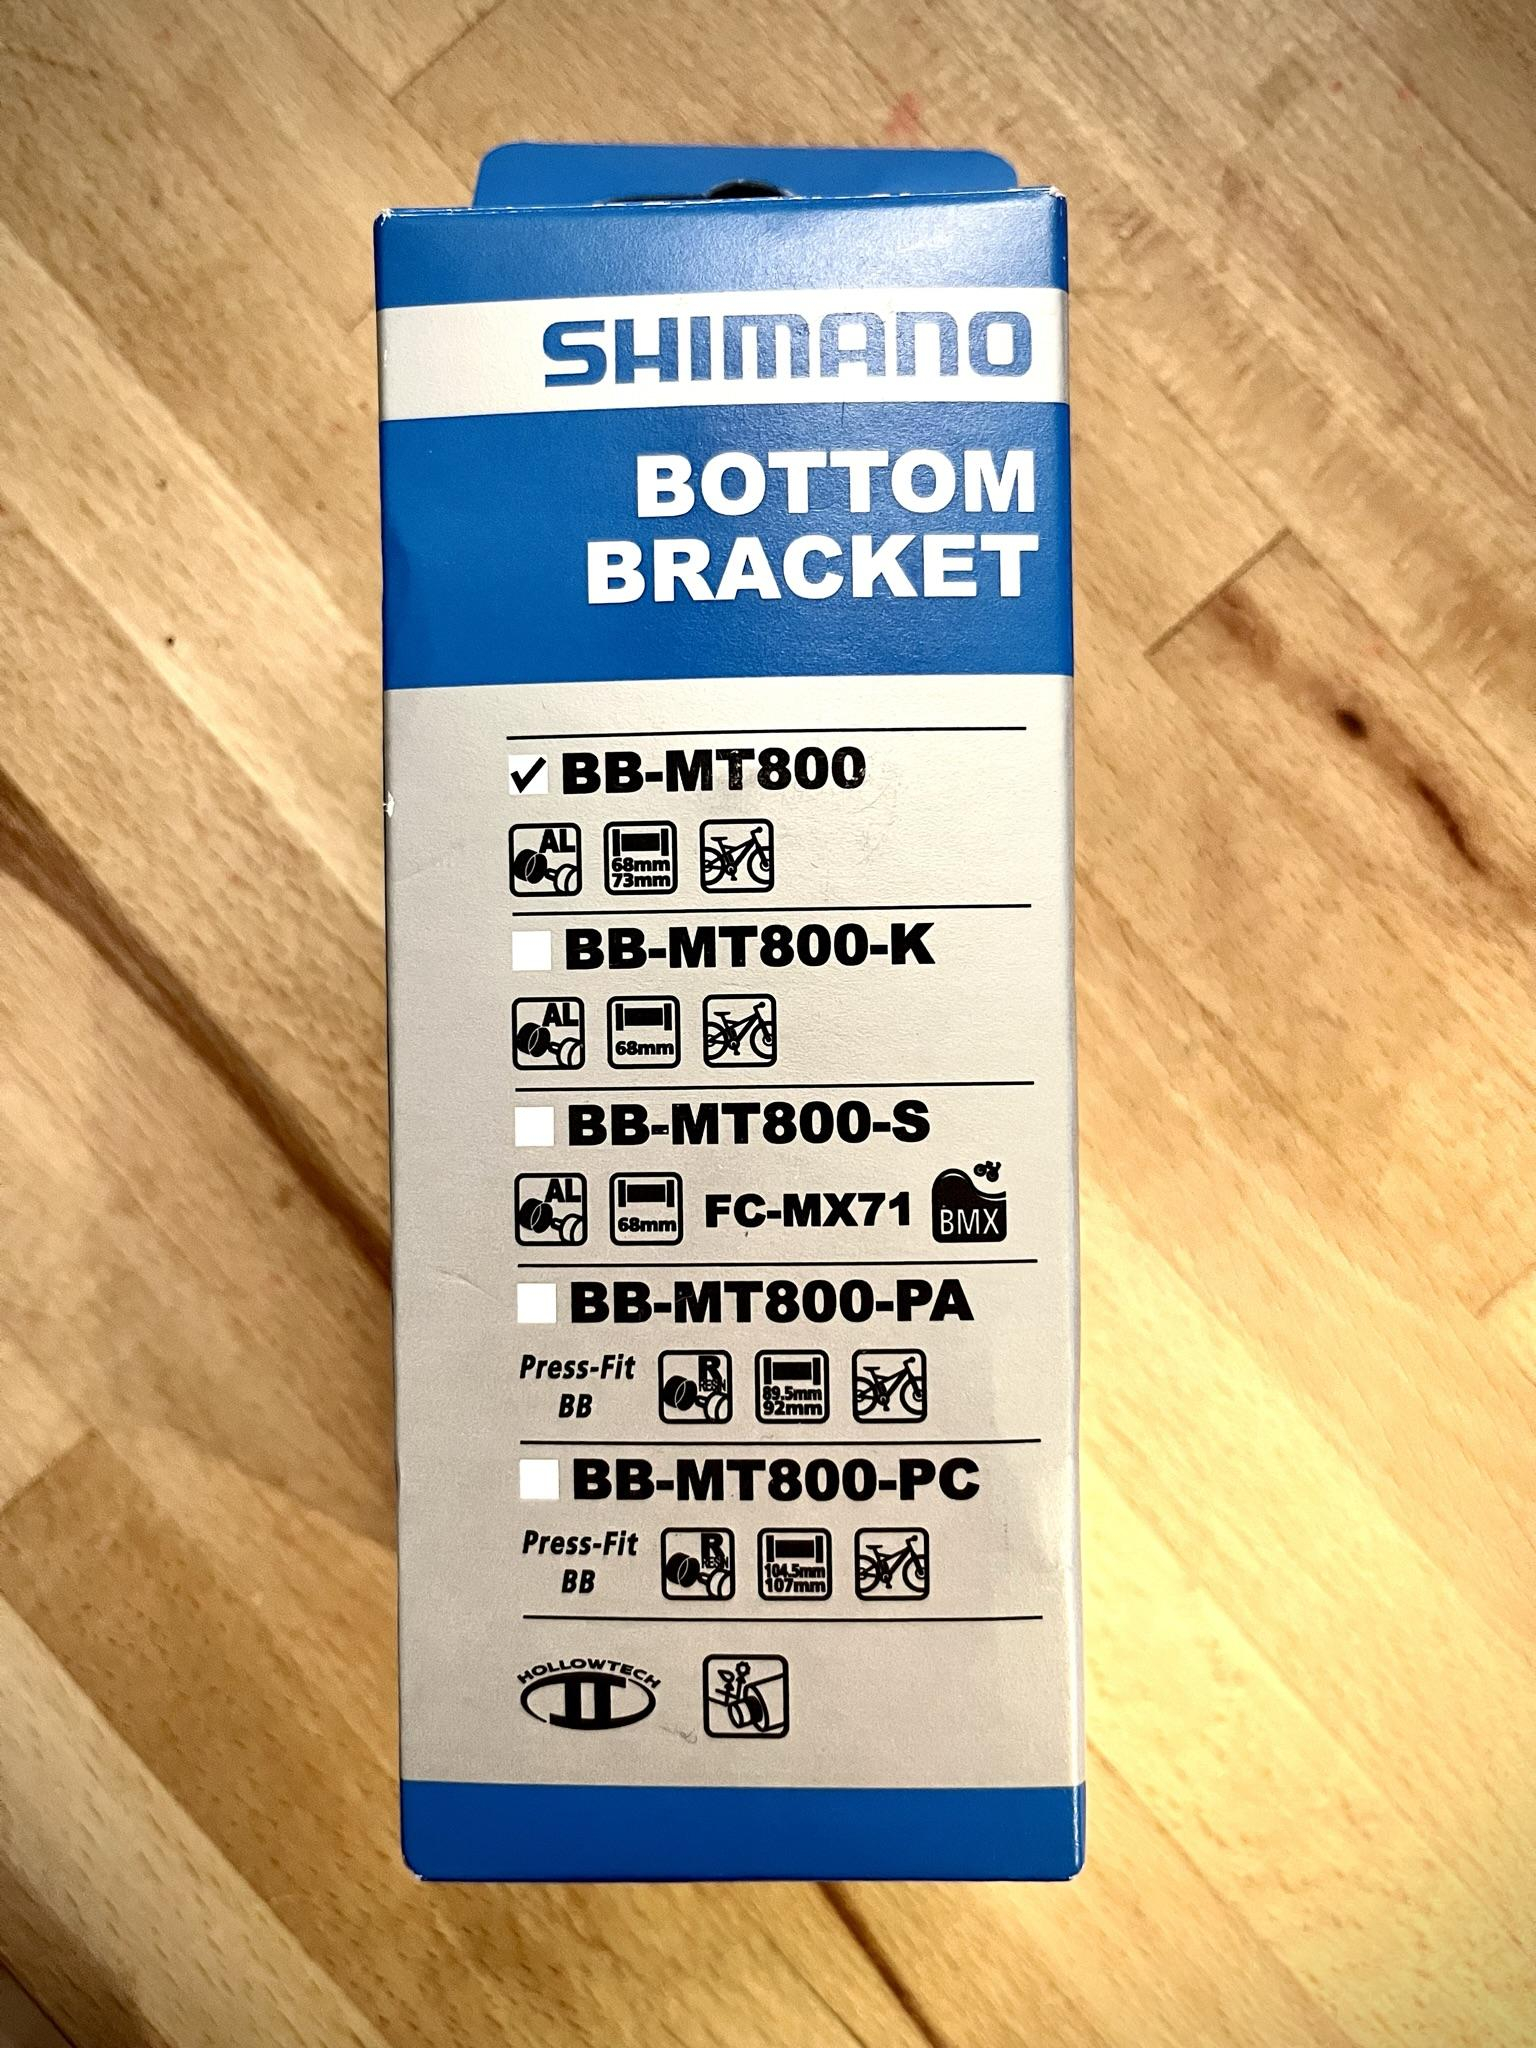 SHIMANO
BOTTOM
BRACKET
BB-MT800
AL 68mm
73mm
BB-MT800-K
AL 68mm
BB-MT800-S
AL 68mm FC-MX71 BMX
BB-MT800-PA
Press-Fit
BB
R
RESIN
89.5mm
92mm
BB-MT800-PC
Press-Fit
BB
R
RESIN
104.5mm
107mm
HOLLOWTECH
II